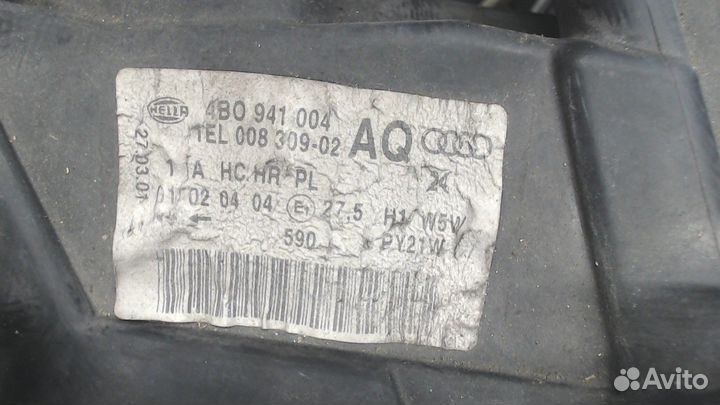 HELLA 4B0 941 004
1EL 008 309-02 AQ
27.03.01
1 A HC/HR PL
02 04 04 E1 27,5 H1/W5W
590 PY21W
Avito